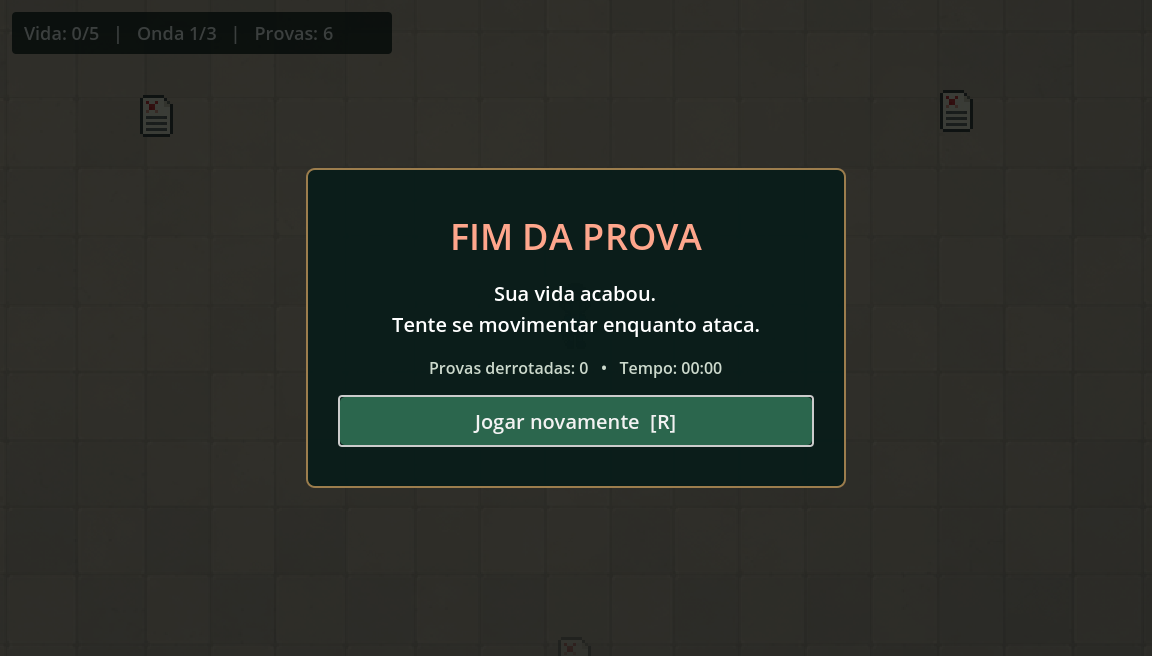 Vida: 0/5 | Onda 1/3 | Provas: 6
FIM DA PROVA
Sua vida acabou.
Tente se movimentar enquanto ataca.
Provas derrotadas: 0 • Tempo: 00:00
Jogar novamente [R]